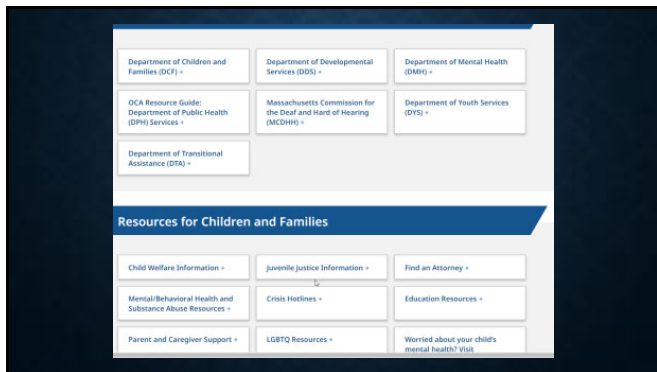 Department of Children and
Families (DCF) »
Department of Developmental
Services (DDS) »
Department of Mental Health
(DMH) »
OCA Resource Guide:
Department of Public Health
(DPH) Services »
Massachusetts Commission for
the Deaf and Hard of Hearing
(MCDHH) »
Department of Youth Services
(DYS) »
Department of Transitional
Assistance (DTA) »
Resources for Children and Families
Child Welfare Information »
Juvenile Justice Information »
Find an Attorney »
Mental/Behavioral Health and
Substance Abuse Resources »
Crisis Hotlines »
Education Resources »
Parent and Caregiver Support »
LGBTQ Resources »
Worried about your child's
mental health? Visit